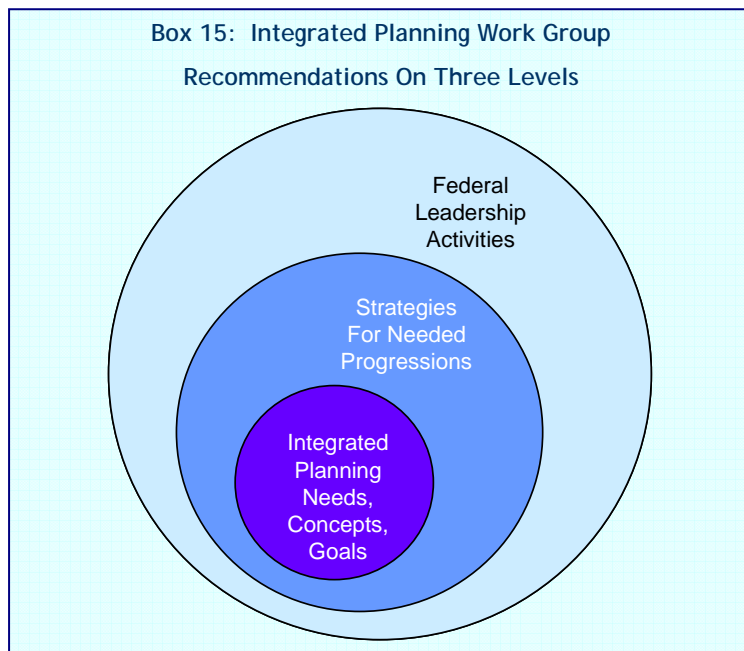 Box 15: Integrated Planning Work Group
Recommendations On Three Levels
Federal
Leadership
Activities
Strategies
For Needed
Progressions
Integrated
Planning
Needs,
Concepts,
Goals